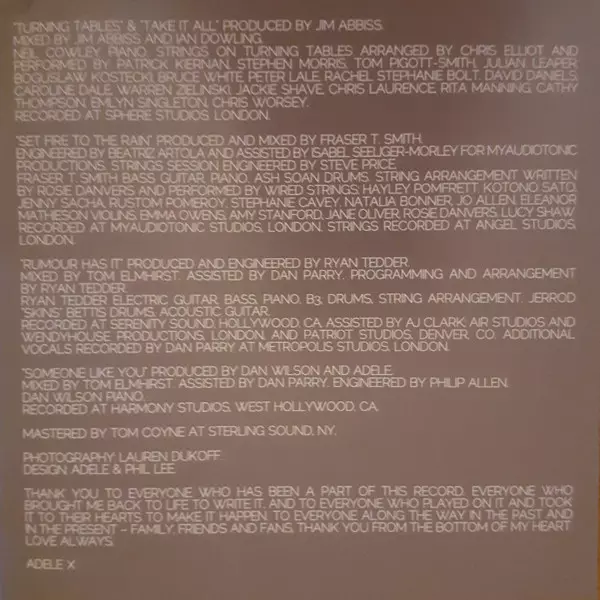 "TURNING TABLES" & "TAKE IT ALL" PRODUCED BY JIM ABBISS.
MIXED BY JIM ABBISS AND IAN DOWLING.
NEIL COWLEY PIANO. STRINGS ON TURNING TABLES ARRANGED BY CHRIS ELLIOT AND
PERFORMED BY PATRICK KIERNAN, STEPHEN MORRIS, TOM PIGOTT-SMITH, JULIAN LEAPER
BOGUSLAW KOSTECKI, BRUCE WHITE, PETER LALE, RACHEL STEPHANIE BOLT, DAVID DANIELS,
CAROLINE DALE, WARREN ZIELINSKI, JACKIE SHAVE, CHRIS LAURENCE, RITA MANNING, CATHY
THOMPSON, EMLYN SINGLETON, CHRIS WORSEY.
RECORDED AT SPHERE STUDIOS, LONDON.
"SET FIRE TO THE RAIN" PRODUCED AND MIXED BY FRASER T. SMITH.
ENGINEERED BY BEATRIZ ARTOLA AND ASSISTED BY ISABEL SEELIGER-MORLEY FOR MYAUDIOTONIC
PRODUCTIONS. STRINGS SESSION ENGINEERED BY STEVE PRICE.
FRASER T SMITH BASS GUITAR, PIANO. ASH SOAN DRUMS. STRING ARRANGEMENT WRITTEN
BY ROSIE DANVERS AND PERFORMED BY WIRED STRINGS: HAYLEY POMFRETT, KOTONO SATO,
JENNY SACHA, RUSTOM POMEROY, STEPHANIE CAVEY, NATALIA BONNER, JO ALLEN, ELEANOR
MATHESON VIOLINS, EMMA OWENS, AMY STANFORD, JANE OLIVER, ROSIE DANVERS, LUCY SHAW.
RECORDED AT MYAUDIOTONIC STUDIOS, LONDON. STRINGS RECORDED AT ANGEL STUDIOS,
LONDON.
"RUMOUR HAS IT" PRODUCED AND ENGINEERED BY RYAN TEDDER.
MIXED BY TOM ELMHIRST. ASSISTED BY DAN PARRY. PROGRAMMING AND ARRANGEMENT
BY RYAN TEDDER.
RYAN TEDDER ELECTRIC GUITAR, BASS, PIANO, B3, DRUMS, STRING ARRANGEMENT. JERROD
"SKINS" BETTIS DRUMS, ACOUSTIC GUITAR.
RECORDED AT SERENITY SOUND, HOLLYWOOD, CA, ASSISTED BY AJ CLARK; AIR STUDIOS AND
WENDYHOUSE PRODUCTIONS, LONDON, AND PATRIOT STUDIOS, DENVER, CO. ADDITIONAL
VOCALS RECORDED BY DAN PARRY AT METROPOLIS STUDIOS, LONDON.
"SOMEONE LIKE YOU" PRODUCED BY DAN WILSON AND ADELE.
MIXED BY TOM ELMHIRST. ASSISTED BY DAN PARRY. ENGINEERED BY PHILIP ALLEN.
DAN WILSON PIANO.
RECORDED AT HARMONY STUDIOS, WEST HOLLYWOOD, CA.
MASTERED BY TOM COYNE AT STERLING SOUND, NY.
PHOTOGRAPHY LAUREN DUKOFF
DESIGN ADELE & PHIL LEE
THANK YOU TO EVERYONE WHO HAS BEEN A PART OF THIS RECORD. EVERYONE WHO
BROUGHT ME BACK TO LIFE TO WRITE IT. AND TO EVERYONE WHO PLAYED ON IT AND TOOK
IT TO THEIR HEARTS TO MAKE IT HAPPEN. TO EVERYONE ALONG THE WAY IN THE PAST AND
IN THE PRESENT - FAMILY, FRIENDS AND FANS, THANK YOU FROM THE BOTTOM OF MY HEART.
LOVE ALWAYS,
ADELE X